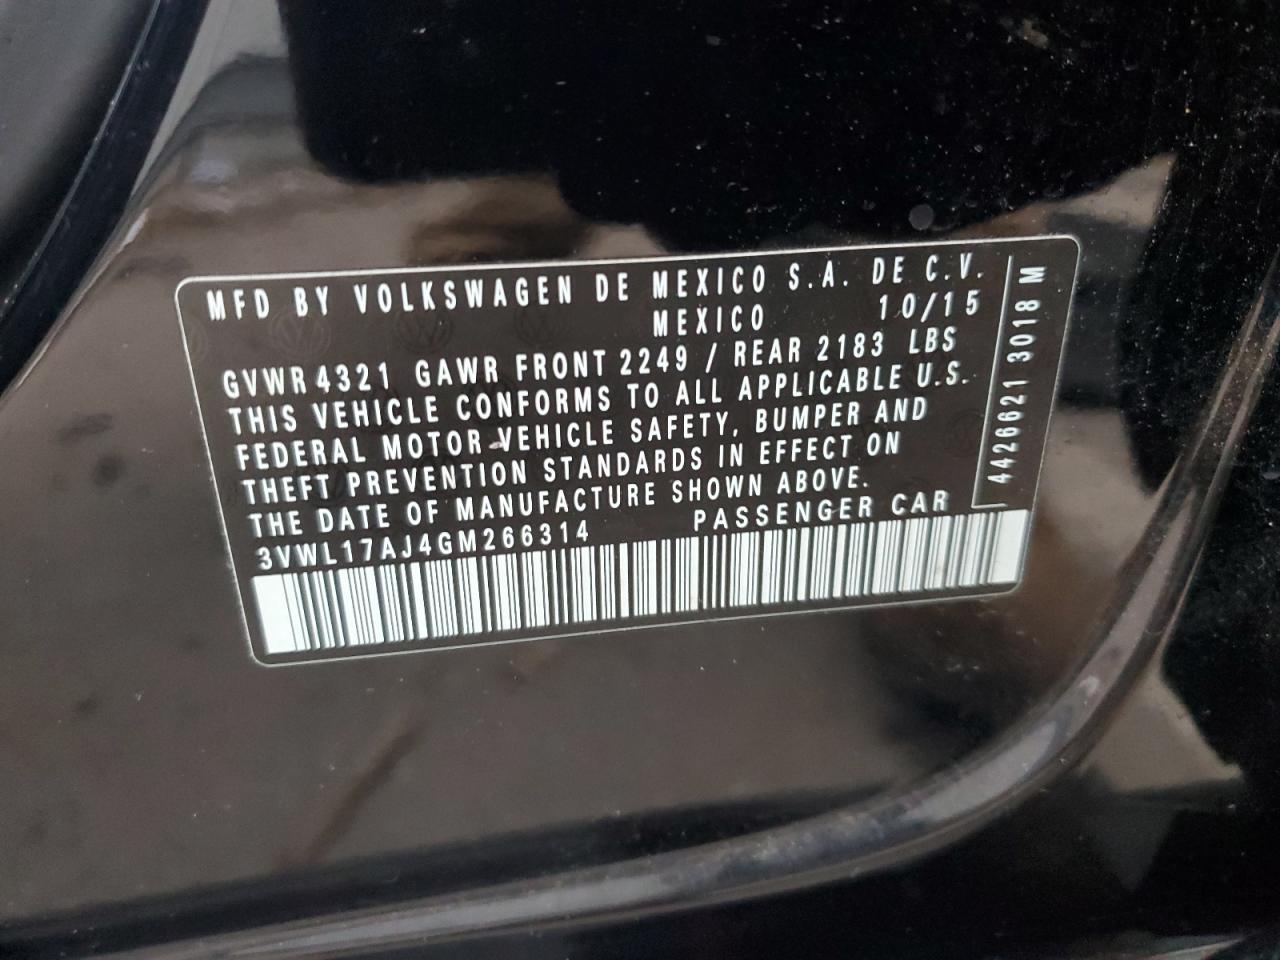 MFD BY VOLKSWAGEN DE MEXICO S.A. DE C.V.
MEXICO 10/15
GVWR 4321 GAWR FRONT 2249 / REAR 2183 LBS
THIS VEHICLE CONFORMS TO ALL APPLICABLE U.S.
FEDERAL MOTOR VEHICLE SAFETY, BUMPER AND
THEFT PREVENTION STANDARDS IN EFFECT ON
THE DATE OF MANUFACTURE SHOWN ABOVE.
3VWL17AJ4GM266314 PASSENGER CAR
4426621 3018 M